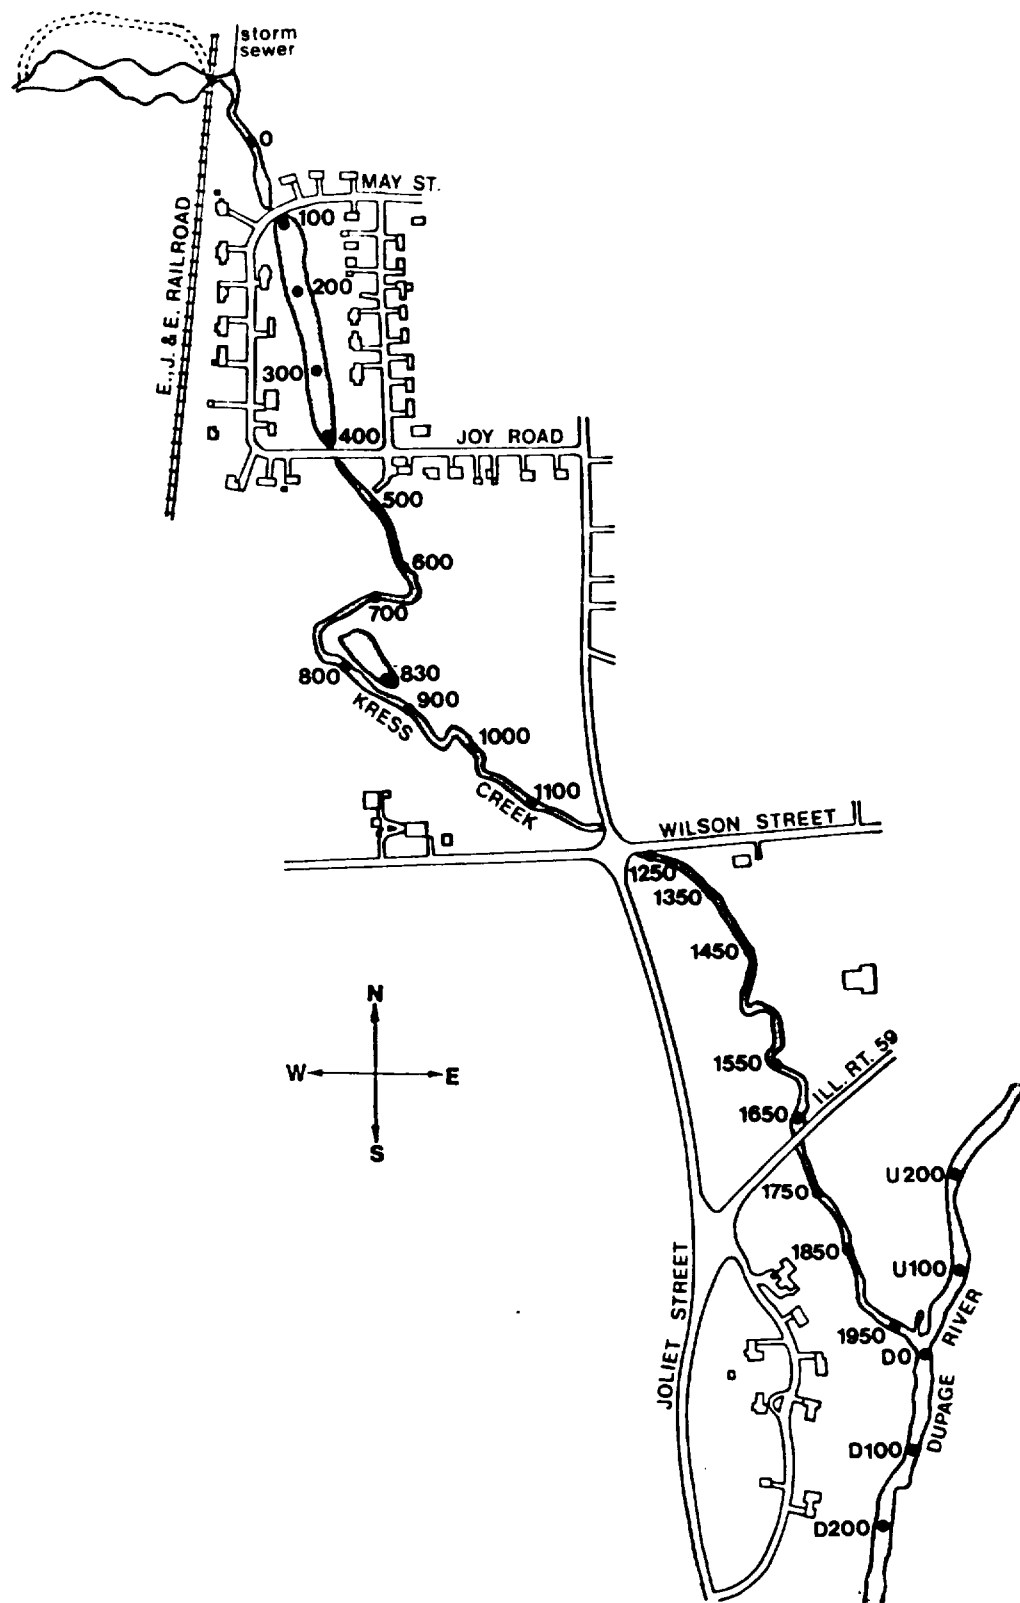 storm
sewer
0
MAY ST.
100
E., J. & E. RAILROAD
200
300
400
JOY ROAD
500
600
700
800
830
900
KRESS
1000
CREEK
1100
WILSON STREET
1250
1350
1450
N
W
E
S
1550
ILL. RT. 59
1650
U200
1750
1850
U100
JOLIET STREET
1950
D0
RIVER
DUPAGE
D100
D200